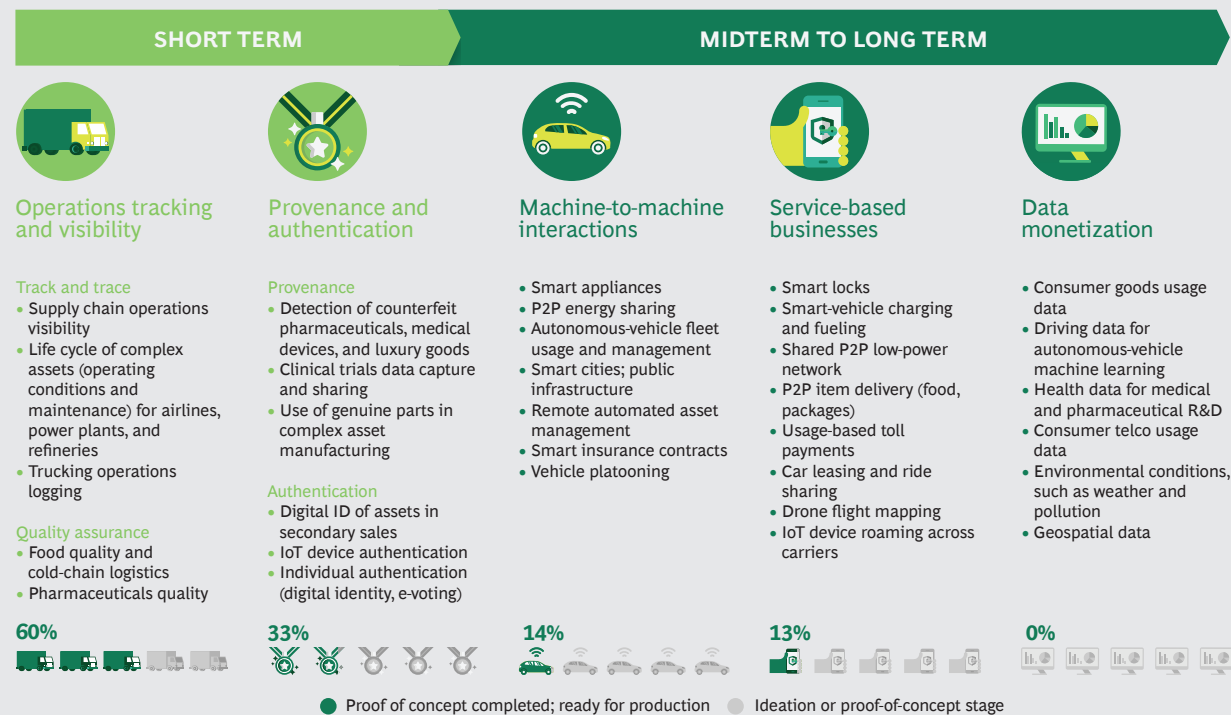 SHORT TERM
MIDTERM TO LONG TERM
Operations tracking
and visibility
Track and trace
• Supply chain operations
visibility
• Life cycle of complex
assets (operating
conditions and
maintenance) for airlines,
power plants, and
refineries
• Trucking operations
logging
Quality assurance
• Food quality and
cold-chain logistics
• Pharmaceuticals quality
60%
Provenance and
authentication
Provenance
• Detection of counterfeit
pharmaceuticals, medical
devices, and luxury goods
• Clinical trials data capture
and sharing
• Use of genuine parts in
complex asset
manufacturing
Authentication
• Digital ID of assets in
secondary sales
• IoT device authentication
• Individual authentication
(digital identity, e-voting)
33%
Machine-to-machine
interactions
• Smart appliances
• P2P energy sharing
• Autonomous-vehicle fleet
usage and management
• Smart cities; public
infrastructure
• Remote automated asset
management
• Smart insurance contracts
• Vehicle platooning
14%
Service-based
businesses
• Smart locks
• Smart-vehicle charging
and fueling
• Shared P2P low-power
network
• P2P item delivery (food,
packages)
• Usage-based toll
payments
• Car leasing and ride
sharing
• Drone flight mapping
• IoT device roaming across
carriers
13%
Data
monetization
• Consumer goods usage
data
• Driving data for
autonomous-vehicle
machine learning
• Health data for medical
and pharmaceutical R&D
• Consumer telco usage
data
• Environmental conditions,
such as weather and
pollution
• Geospatial data
0%
Proof of concept completed; ready for production
Ideation or proof-of-concept stage